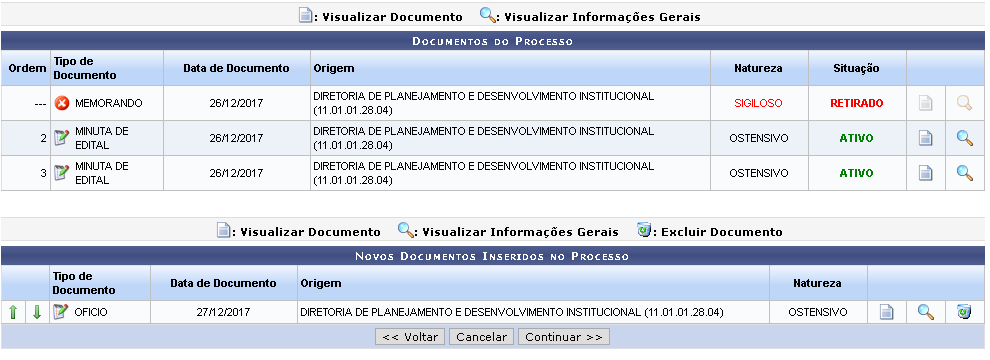 : Visualizar Documento : Visualizar Informações Gerais
Documentos do Processo
Ordem Tipo de Documento Data de Documento Origem Natureza Situação
--- MEMORANDO 26/12/2017 DIRETORIA DE PLANEJAMENTO E DESENVOLVIMENTO INSTITUCIONAL (11.01.01.28.04) SIGILOSO RETIRADO
2 MINUTA DE EDITAL 26/12/2017 DIRETORIA DE PLANEJAMENTO E DESENVOLVIMENTO INSTITUCIONAL (11.01.01.28.04) OSTENSIVO ATIVO
3 MINUTA DE EDITAL 26/12/2017 DIRETORIA DE PLANEJAMENTO E DESENVOLVIMENTO INSTITUCIONAL (11.01.01.28.04) OSTENSIVO ATIVO
: Visualizar Documento : Visualizar Informações Gerais : Excluir Documento
Novos Documentos Inseridos no Processo
Tipo de Documento Data de Documento Origem Natureza
OFICIO 27/12/2017 DIRETORIA DE PLANEJAMENTO E DESENVOLVIMENTO INSTITUCIONAL (11.01.01.28.04) OSTENSIVO
<< Voltar Cancelar Continuar >>